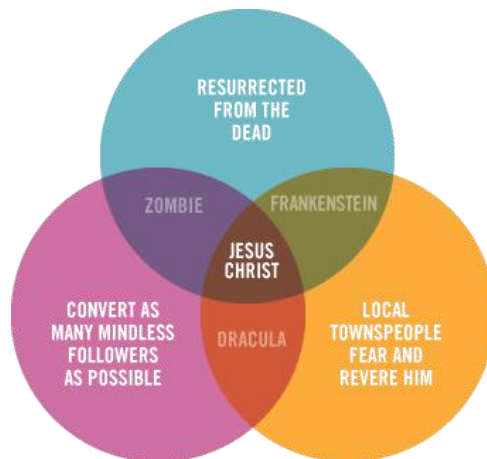 RESURRECTED
FROM THE
DEAD
ZOMBIE
FRANKENSTEIN
JESUS
CHRIST
CONVERT AS
MANY MINDLESS
FOLLOWERS
AS POSSIBLE
DRACULA
LOCAL
TOWNSPEOPLE
FEAR AND
REVERE HIM